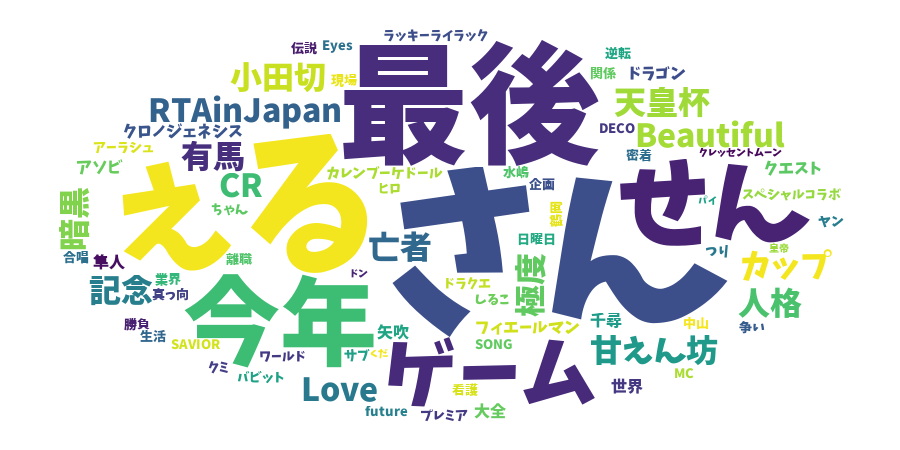 ラッキーライラック
伝説
Eyes
逆転
最後
小田切
現場
関係
ドラゴン
天皇杯
RTAinJapan
クロノジェネシス
DECO
Beautiful
アーラシュ
有馬
密着
クレッセントムーン
アソビ
える
カレンブーケドール
水嶋
せん
クエスト
CR
ヒロ
企画
さん
スペシャルコラボ
パイ
暗黒
ちゃん
ヤン
亡者
日曜日
つり
皇帝
合唱
隼人
離職
ドン
極度
カップ
記念
業界
真っ向
今年
ドラクエ
しるこ
人格
勝負
生活
矢吹
フィエールマン
千尋
中山
争い
SAVIOR
ワールド
サブ
くだ
ゲーム
SONG
甘えん坊
クミ
バビット
MC
Love
看護
世界
future
プレミア
大全